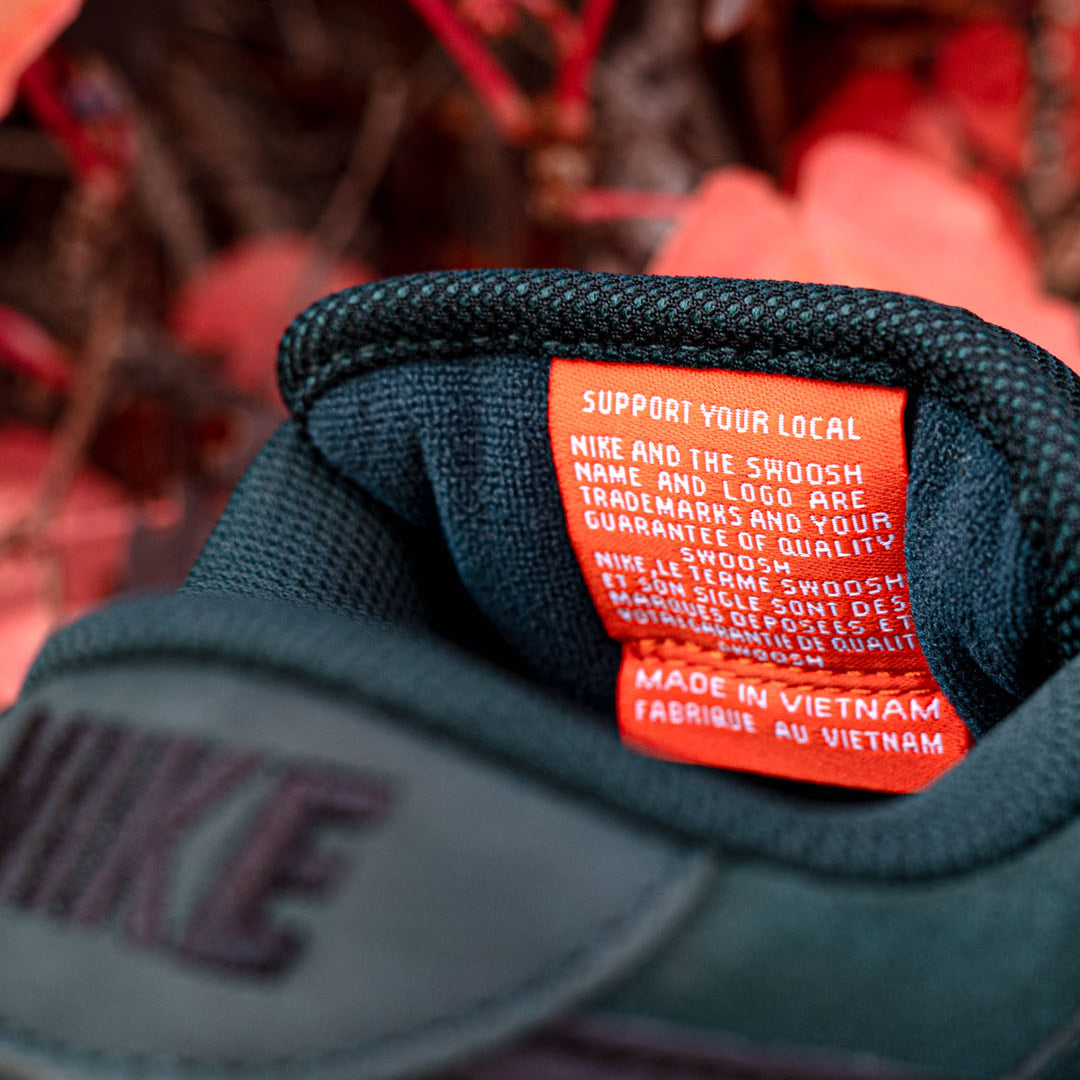 SUPPORT YOUR LOCAL
NIKE AND THE SWOOSH
NAME AND LOGO ARE
TRADEMARKS AND YOUR
GUARANTEE OF QUALITY
SWOOSH
NIKE, LE TERME SWOOSH
ET SON SICLE SONT DES
MARQUES DEPOSEES ET
VOTRE GARANTIE DE QUALIT
SWOOSH
MADE IN VIETNAM
FABRIQUE AU VIETNAM
NIKE